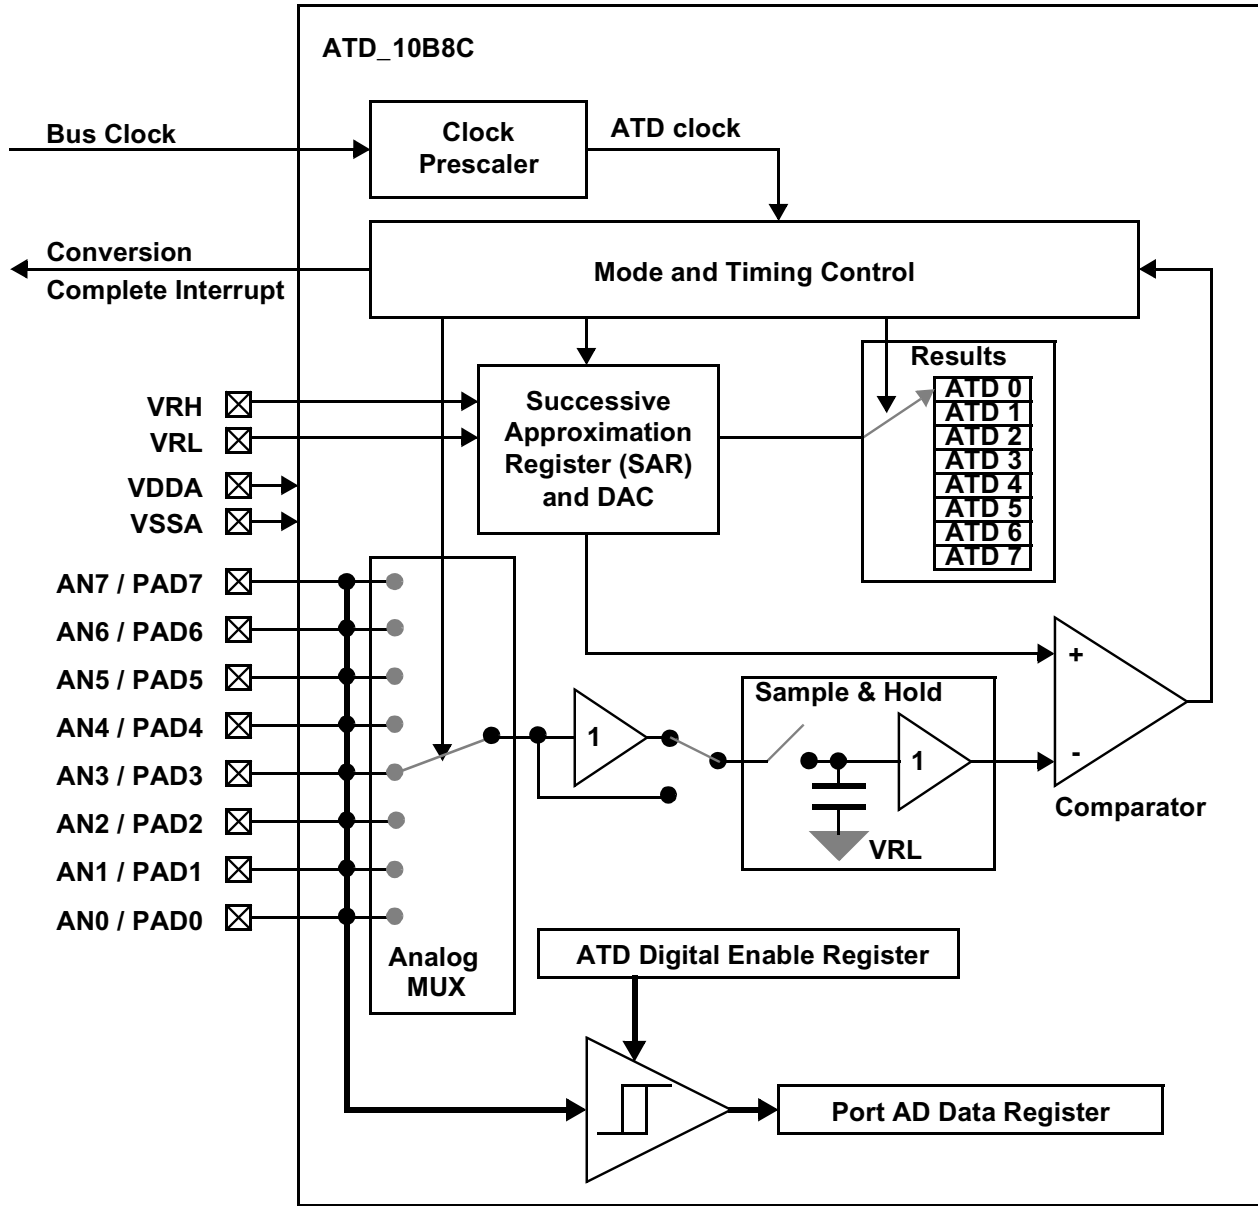 ATD_10B8C
Bus Clock
Clock
Prescaler
ATD clock
Conversion
Complete Interrupt
Mode and Timing Control
Results
ATD 0
ATD 1
ATD 2
ATD 3
ATD 4
ATD 5
ATD 6
ATD 7
Successive
Approximation
Register (SAR)
and DAC
VRH
VRL
VDDA
VSSA
AN7 / PAD7
AN6 / PAD6
AN5 / PAD5
AN4 / PAD4
AN3 / PAD3
AN2 / PAD2
AN1 / PAD1
AN0 / PAD0
Analog
MUX
1
Sample & Hold
1
VRL
+
-
Comparator
ATD Digital Enable Register
Port AD Data Register